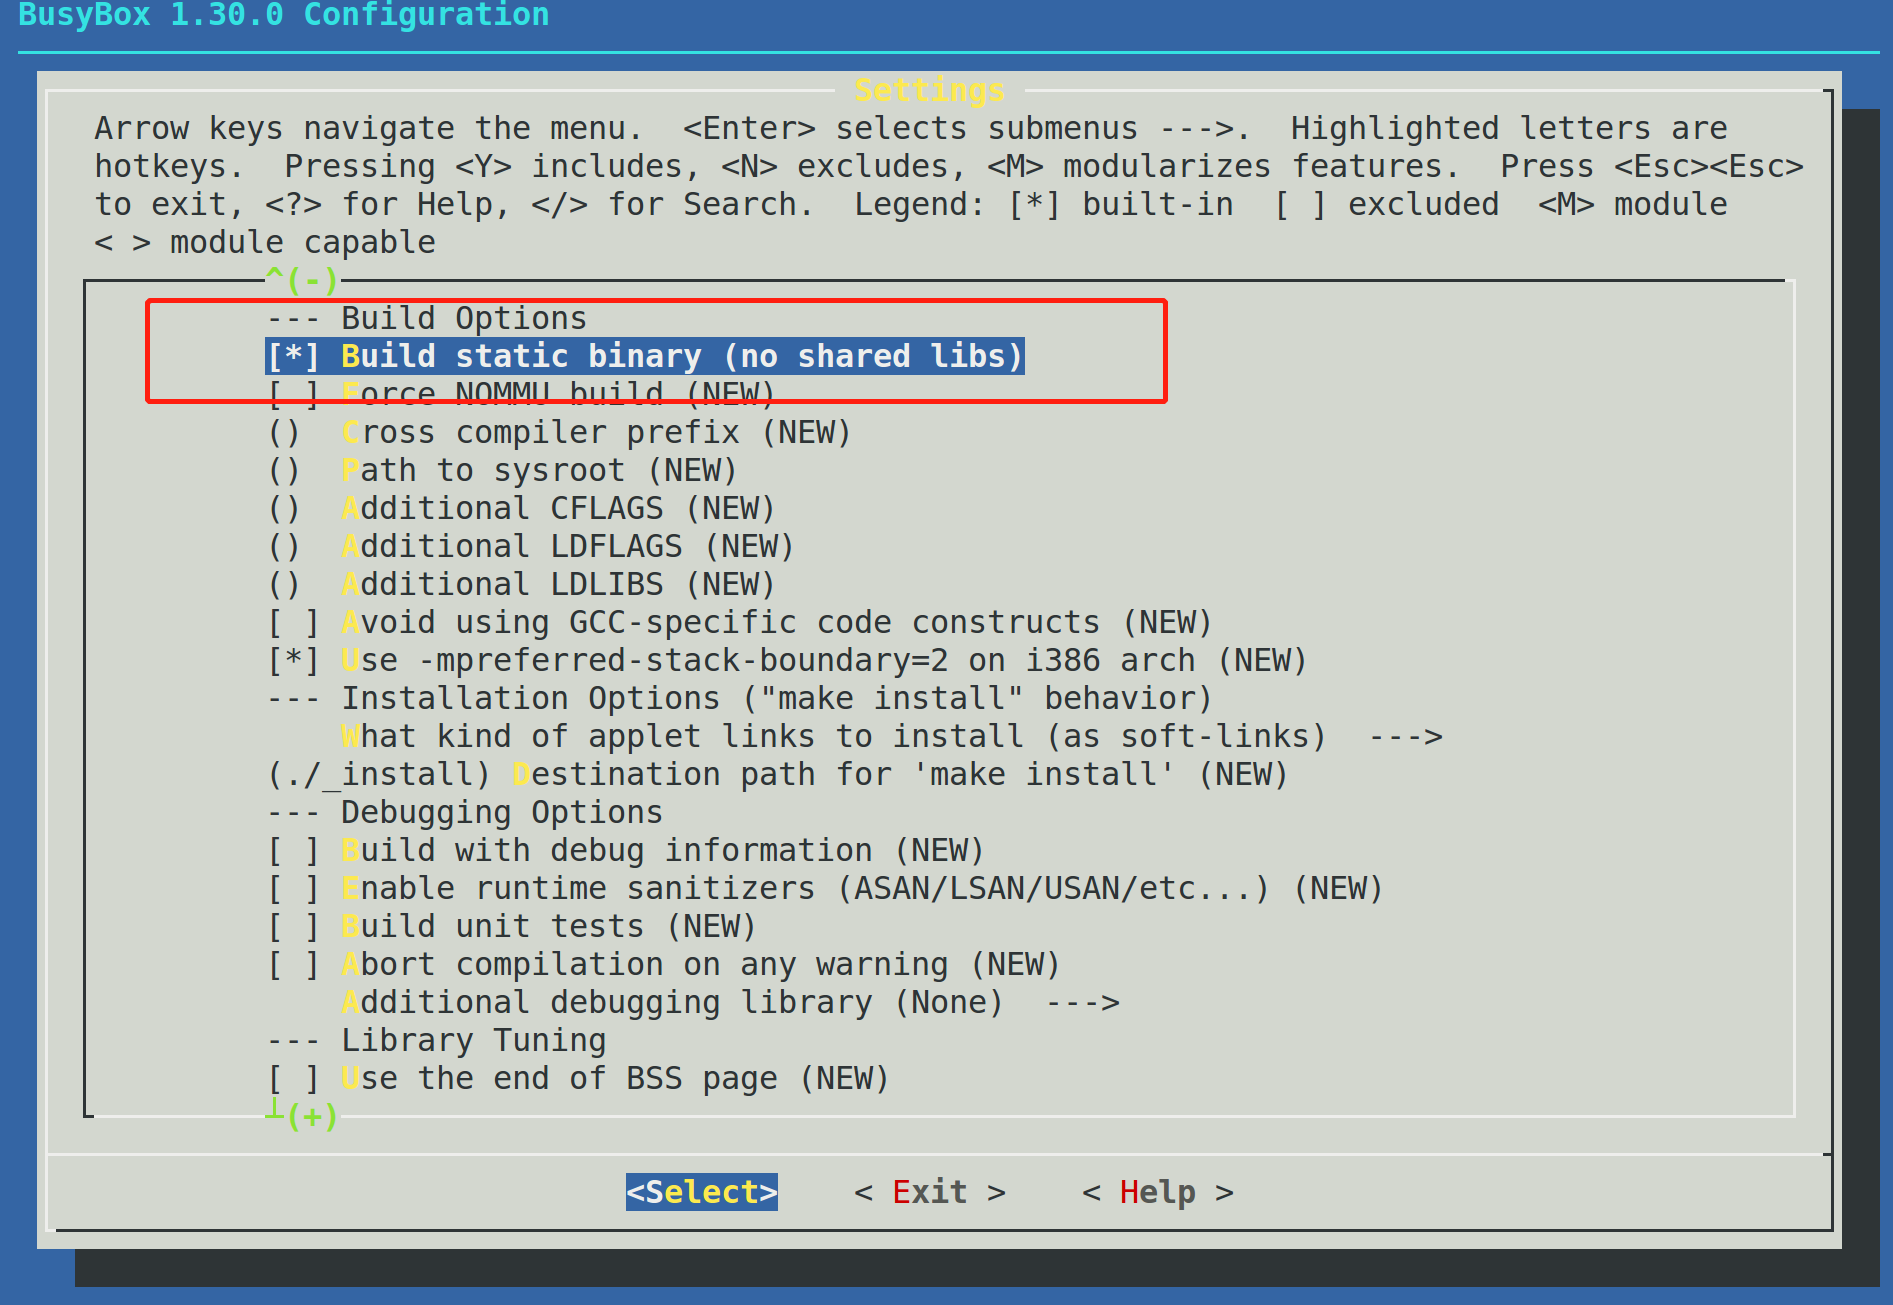 BusyBox 1.30.0 Configuration
Settings
Arrow keys navigate the menu.  <Enter> selects submenus --->.  Highlighted letters are
hotkeys.  Pressing <Y> includes, <N> excludes, <M> modularizes features.  Press <Esc><Esc>
to exit, <?> for Help, </> for Search.  Legend: [*] built-in  [ ] excluded  <M> module
< > module capable
^(-)
--- Build Options
[*] Build static binary (no shared libs)
[ ] Force NOMMU build (NEW)
()  Cross compiler prefix (NEW)
()  Path to sysroot (NEW)
()  Additional CFLAGS (NEW)
()  Additional LDFLAGS (NEW)
()  Additional LDLIBS (NEW)
[ ] Avoid using GCC-specific code constructs (NEW)
[*] Use -mpreferred-stack-boundary=2 on i386 arch (NEW)
--- Installation Options ("make install" behavior)
What kind of applet links to install (as soft-links)  --->
(./_install) Destination path for 'make install' (NEW)
--- Debugging Options
[ ] Build with debug information (NEW)
[ ] Enable runtime sanitizers (ASAN/LSAN/USAN/etc...) (NEW)
[ ] Build unit tests (NEW)
[ ] Abort compilation on any warning (NEW)
Additional debugging library (None)  --->
--- Library Tuning
[ ] Use the end of BSS page (NEW)
┴(+)
<Select>    < Exit >    < Help >